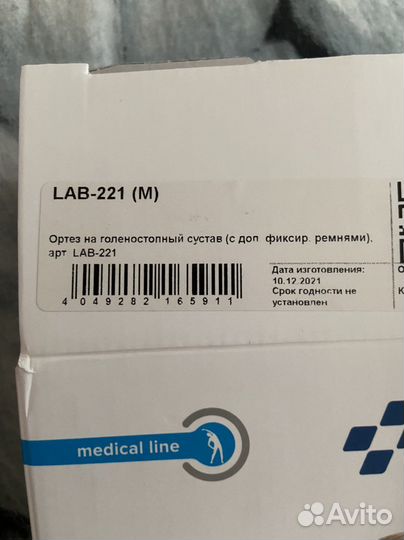 LAB-221 (M)
Ортез на голеностопный сустав (с доп. фиксир. ремнями),
арт. LAB-221
4 049282 165911
Дата изготовления:
10.12.2021
Срок годности не
установлен
medical line
Avito